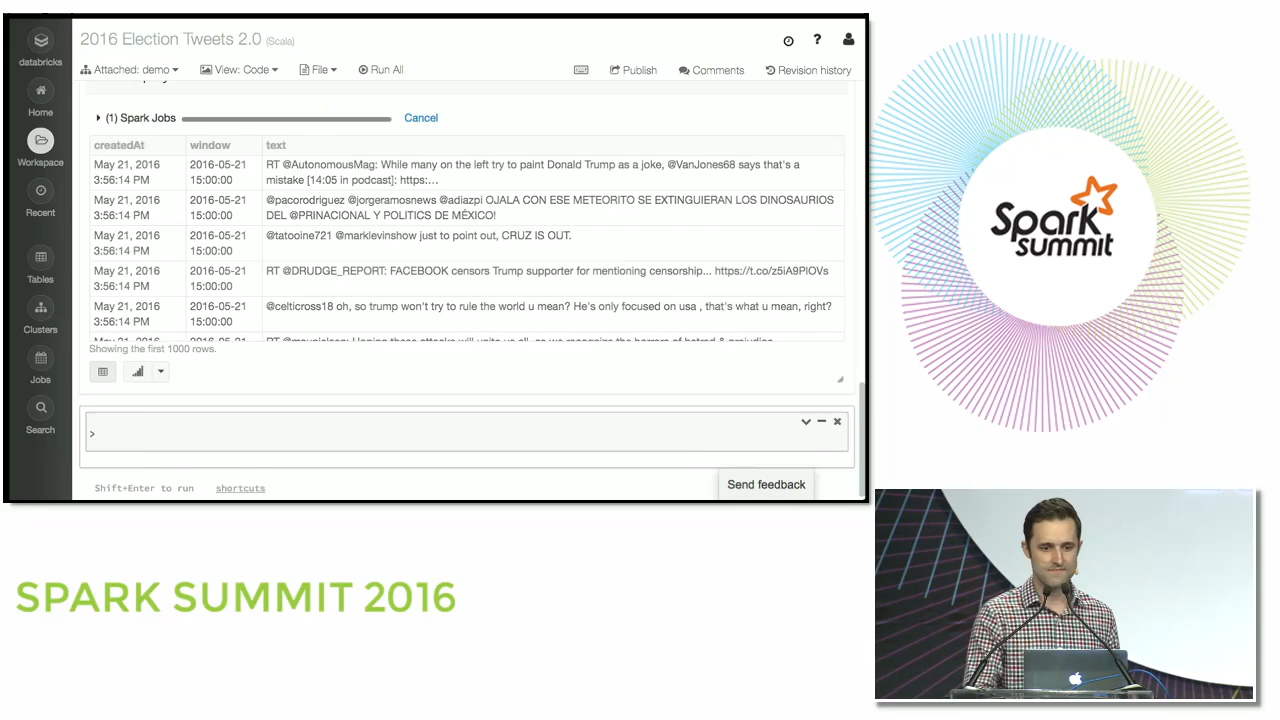 2016 Election Tweets 2.0 (Scala)
databricks
Attached: demo
View: Code
File
Run All
Publish
Comments
Revision history
Home
Workspace
Recent
Tables
Clusters
Jobs
Search
(1) Spark Jobs
Cancel
createdAt window text
May 21, 2016 2016-05-21 RT @AutonomousMag: While many on the left try to paint Donald Trump as a joke, @VanJones68 says that's a
3:56:14 PM 15:00:00 mistake [14:05 in podcast]: https:…
May 21, 2016 2016-05-21 @pacorodriguez @jorgeramosnews @adiazpi OJALA CON ESE METEORITO SE EXTINGUIERAN LOS DINOSAURIOS
3:56:14 PM 15:00:00 DEL @PRINACIONAL Y POLITICS DE MÉXICO!
May 21, 2016 2016-05-21 @tatooine721 @marklevinshow just to point out, CRUZ IS OUT.
3:56:14 PM 15:00:00
May 21, 2016 2016-05-21 RT @DRUDGE_REPORT: FACEBOOK censors Trump supporter for mentioning censorship... https://t.co/z5iA9PlOVs
3:56:14 PM 15:00:00
May 21, 2016 2016-05-21 @celticross18 oh, so trump won't try to rule the world u mean? He's only focused on usa , that's what u mean, right?
3:56:14 PM 15:00:00
Showing the first 1000 rows.
>
Shift+Enter to run shortcuts
Send feedback
Spark
summit
SPARK SUMMIT 2016